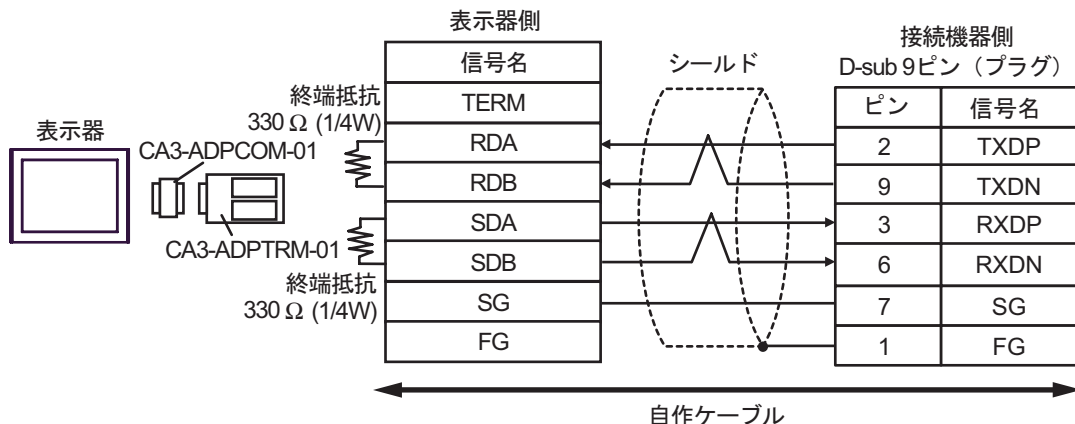 表示器側
接続機器側
D-sub 9ピン（プラグ）
シールド
信号名
ピン 信号名
終端抵抗
330 Ω (1/4W)
TERM
表示器
CA3-ADPCOM-01
RDA 2 TXDP
RDB 9 TXDN
SDA 3 RXDP
CA3-ADPTRM-01
SDB 6 RXDN
終端抵抗
330 Ω (1/4W)
SG 7 SG
FG 1 FG
自作ケーブル